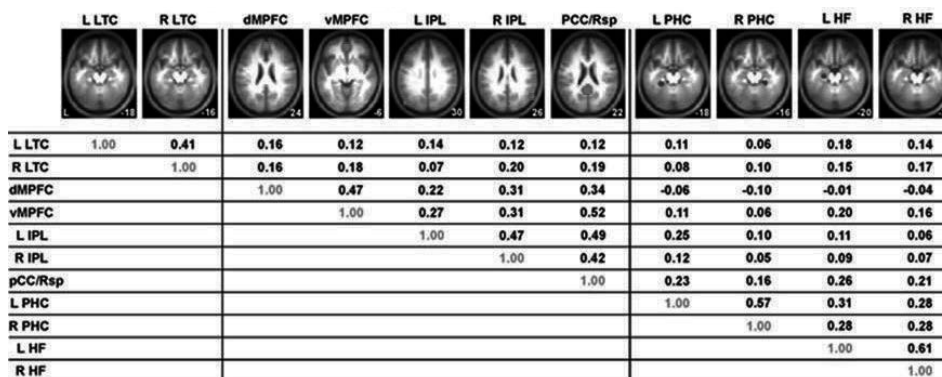 L LTC R LTC dMPFC vMPFC L IPL R IPL PCC/Rsp L PHC R PHC L HF R HF
L -18 -16 24 -6 30 26 22 -18 -16 -20
L LTC 1.00 0.41 0.16 0.12 0.14 0.12 0.12 0.11 0.06 0.18 0.14
R LTC 1.00 0.16 0.18 0.07 0.20 0.19 0.08 0.10 0.15 0.17
dMPFC 1.00 0.47 0.22 0.31 0.34 -0.06 -0.10 -0.01 -0.04
vMPFC 1.00 0.27 0.31 0.52 0.11 0.06 0.20 0.16
L IPL 1.00 0.47 0.49 0.25 0.10 0.11 0.06
R IPL 1.00 0.42 0.12 0.05 0.09 0.07
pCC/Rsp 1.00 0.23 0.16 0.26 0.21
L PHC 1.00 0.57 0.31 0.28
R PHC 1.00 0.28 0.28
L HF 1.00 0.61
R HF 1.00